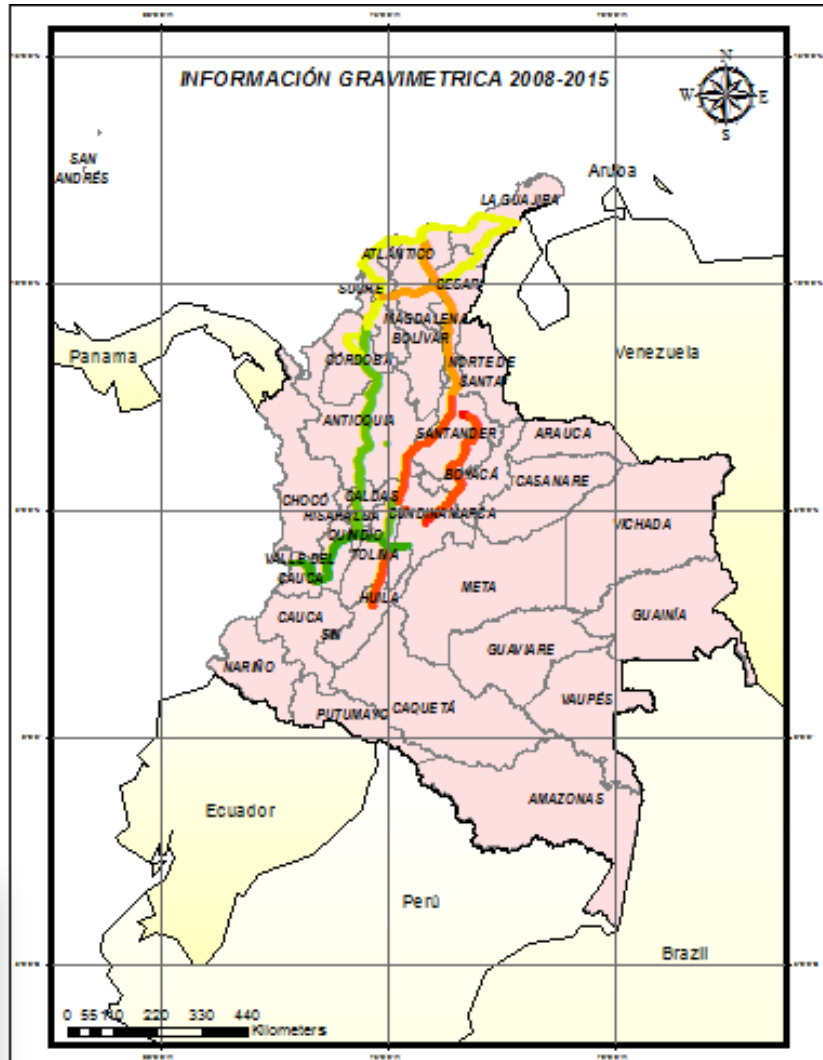 INFORMACIÓN GRAVIMETRICA 2008-2015
N
W E
S
SAN
ANDRÉS
Aruba
LA GUAJIRA
ATLÁNTICO
SUCRE
CESAR
MAGDALENA
BOLÍVAR
Panama
CÓRDOBA
NORTE DE
SANTA
Venezuela
ANTIOQUIA
SANTANDER
ARAUCA
BOYACÁ
CASANARE
CHOCÓ
CALDAS
RISARALDA
CUNDINAMARCA
VICHADA
QUINDIO
TOLIMA
VALLE DEL
CAUCA
HUILA
META
CAUCA
GUAINÍA
SIN
GUAVIARE
NARIÑO
VAUPÉS
PUTUMAYO
CAQUETÁ
AMAZONAS
Ecuador
Perú
Brazil
0 55 110 220 330 440
Kilometers